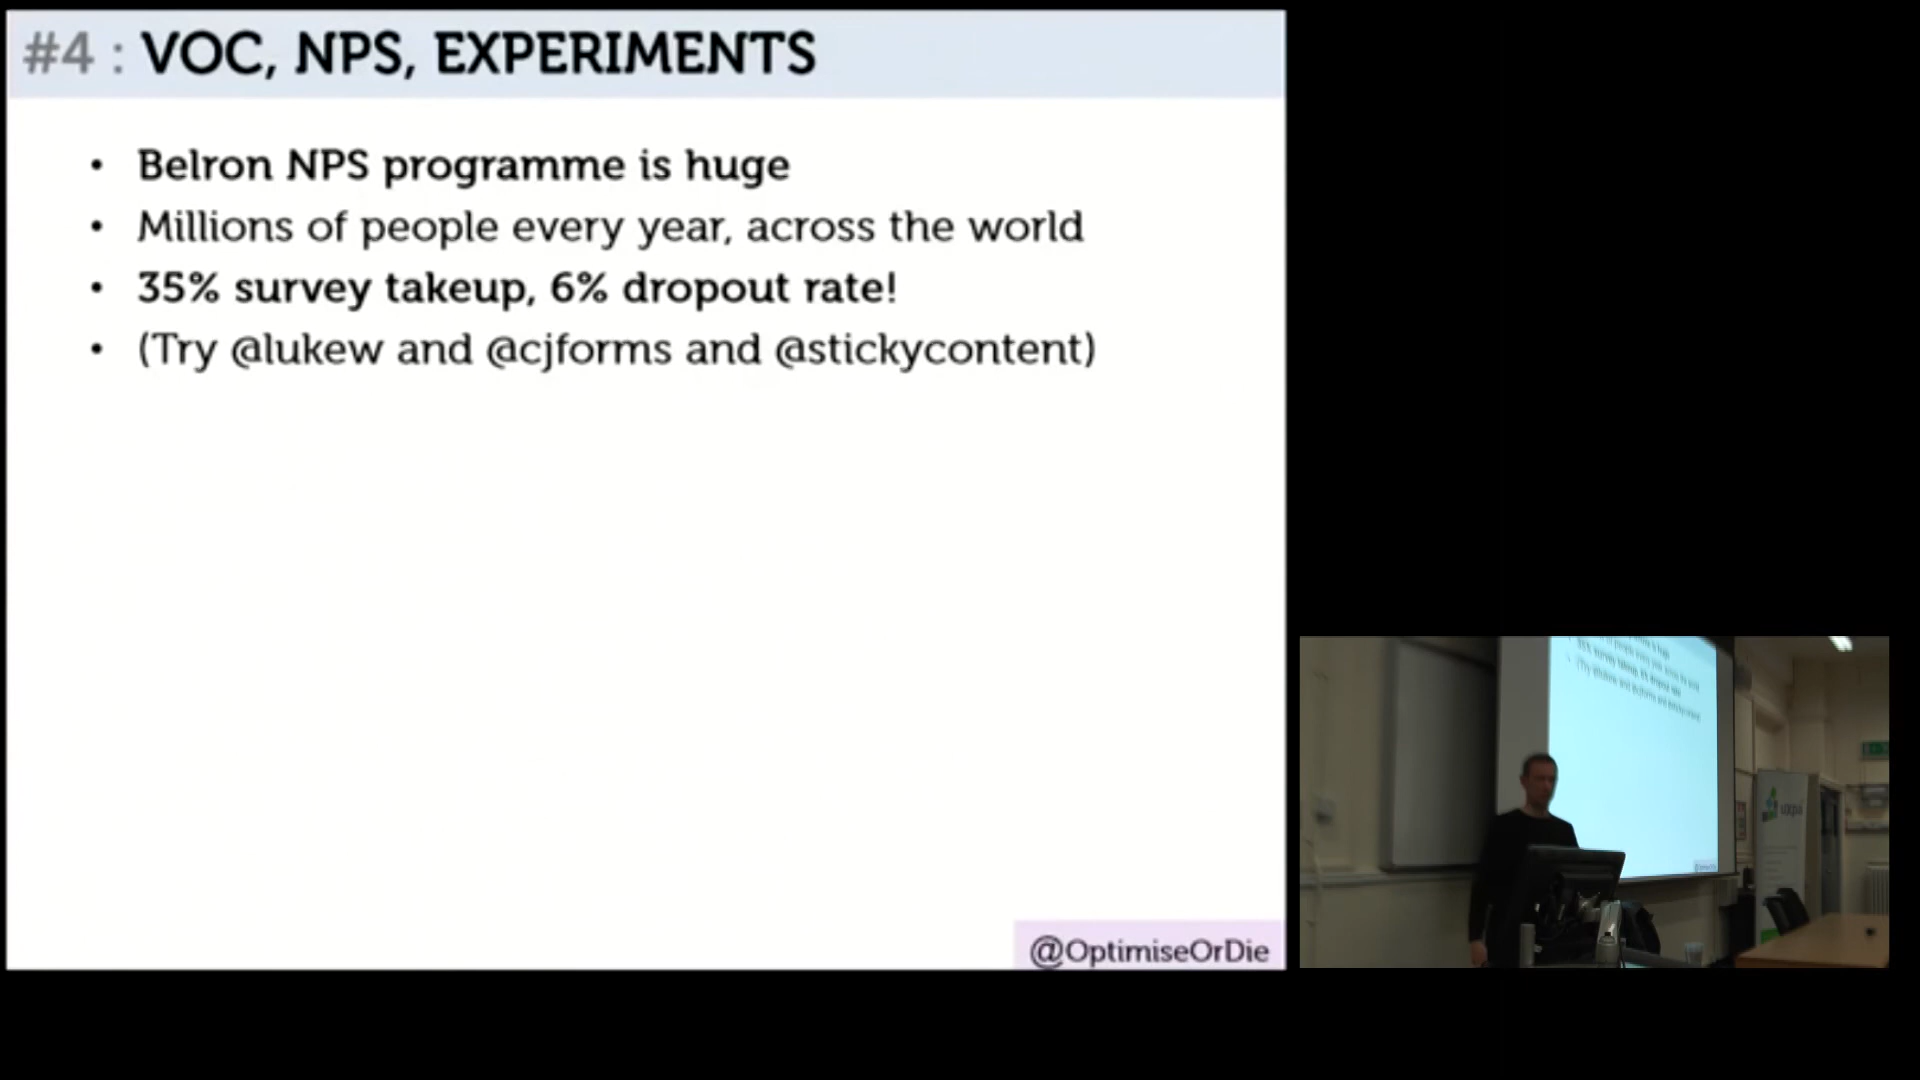 #4 : VOC, NPS, EXPERIMENTS
• Belron NPS programme is huge
• Millions of people every year, across the world
• 35% survey takeup, 6% dropout rate!
• (Try @lukew and @cjforms and @stickycontent)
@OptimiseOrDie